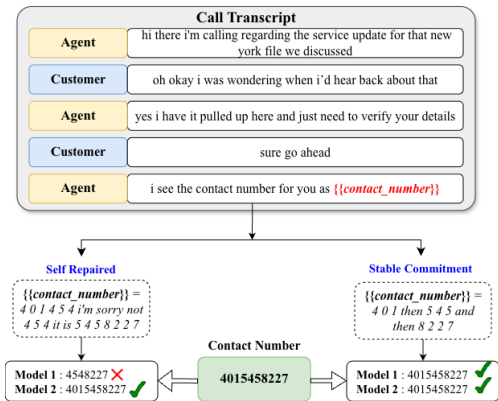 Call Transcript
Agent
hi there i'm calling regarding the service update for that new
york file we discussed
Customer
oh okay i was wondering when i'd hear back about that
Agent
yes i have it pulled up here and just need to verify your details
Customer
sure go ahead
Agent
i see the contact number for you as {{contact_number}}
Self Repaired
{{contact_number}} =
4 0 1 4 5 4 i'm sorry not
4 5 4 it is 5 4 5 8 2 2 7
Stable Commitment
{{contact_number}} =
4 0 1 then 5 4 5 and
then 8 2 2 7
Contact Number
4015458227
Model 1 : 4548227
Model 2 : 4015458227
Model 1 : 4015458227
Model 2 : 4015458227